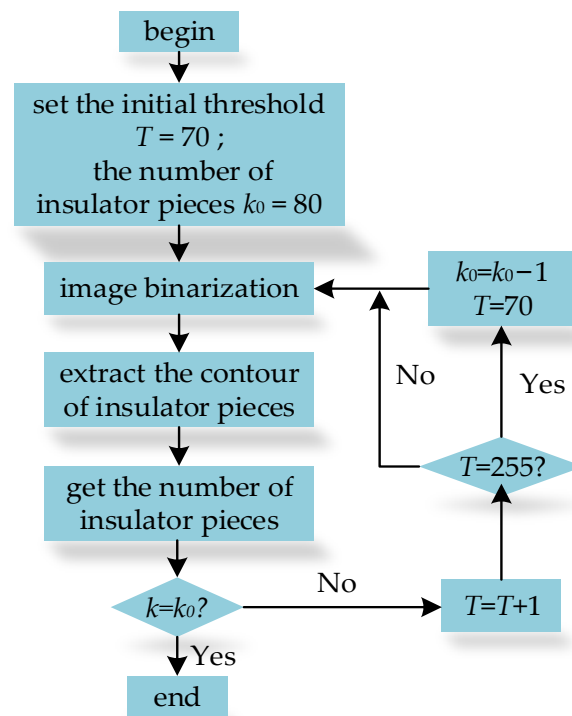 begin
set the initial threshold
T = 70 ;
the number of
insulator pieces k₀ = 80
image binarization
extract the contour
of insulator pieces
get the number of
insulator pieces
k=k₀?
Yes
end
No
T=T+1
T=255?
No
Yes
k₀=k₀−1
T=70